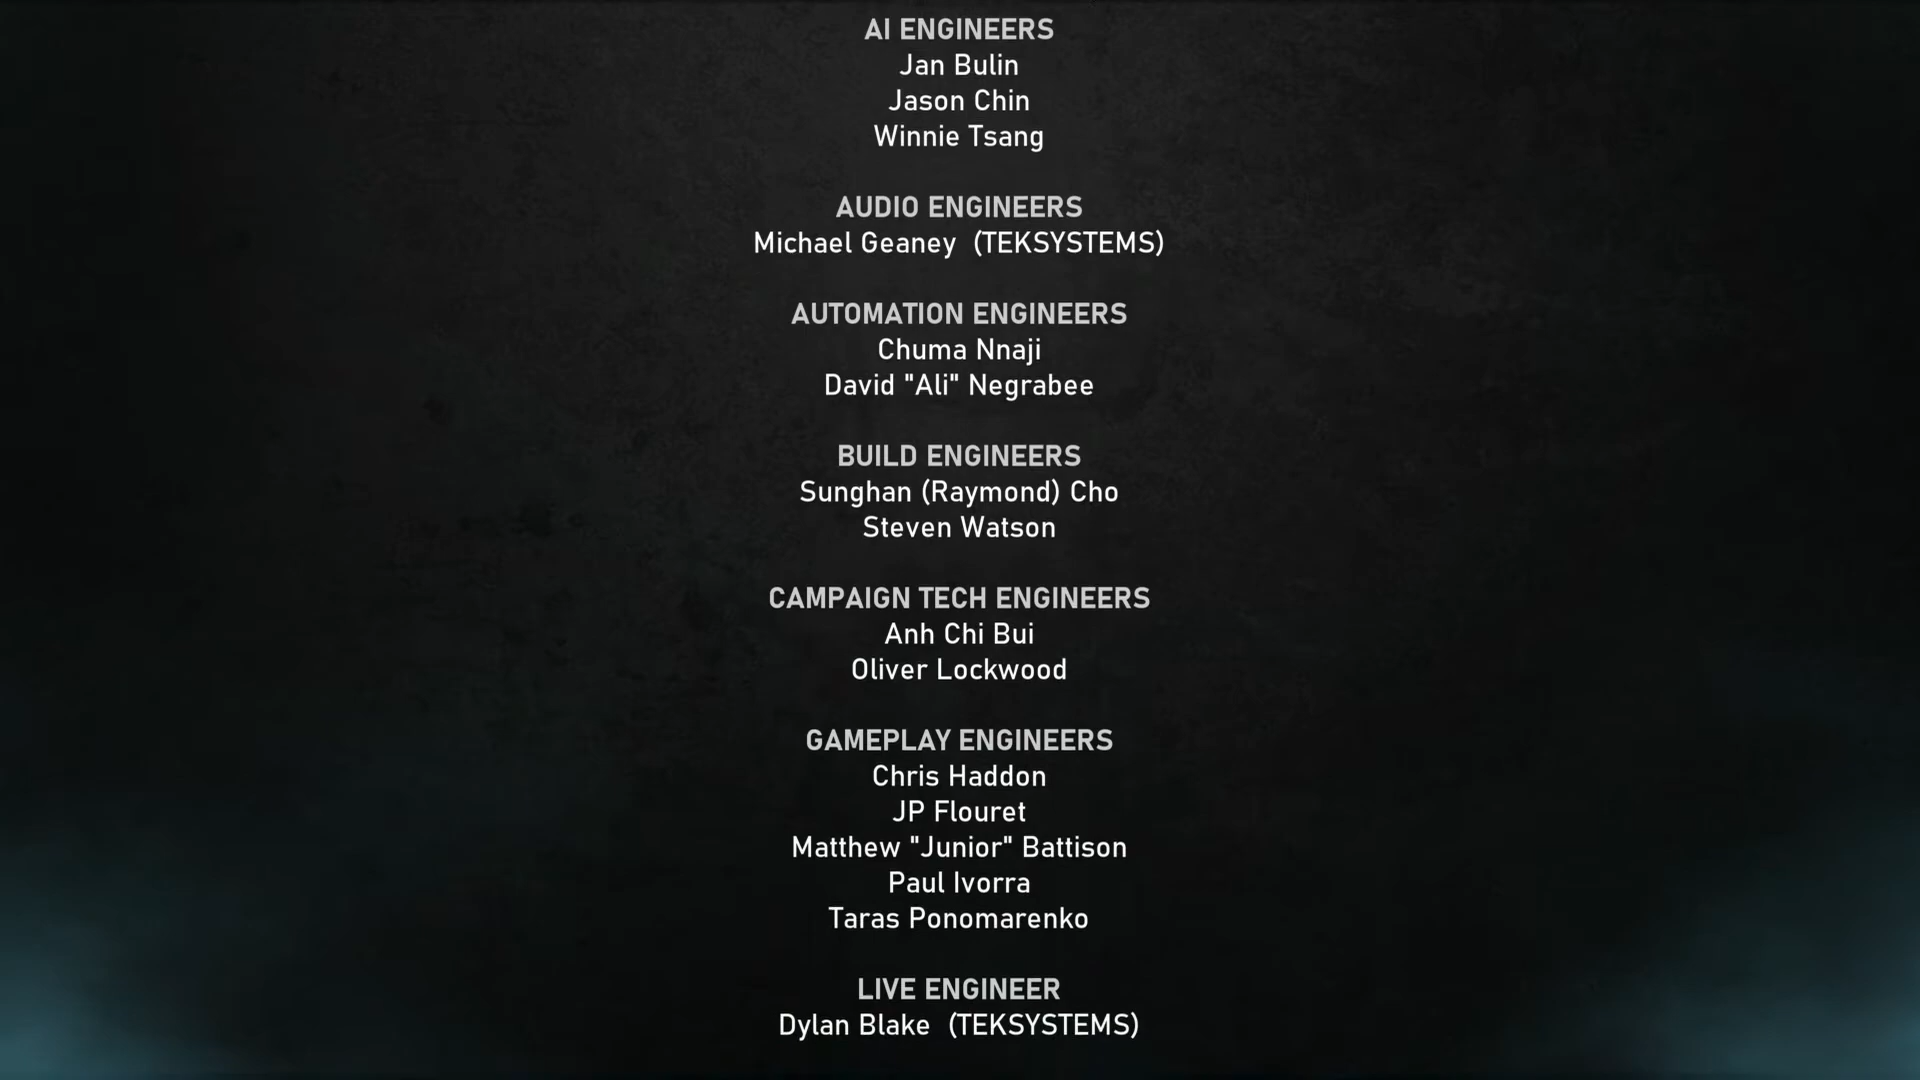 AI ENGINEERS
Jan Bulin
Jason Chin
Winnie Tsang
AUDIO ENGINEERS
Michael Geaney  (TEKSYSTEMS)
AUTOMATION ENGINEERS
Chuma Nnaji
David "Ali" Negrabee
BUILD ENGINEERS
Sunghan (Raymond) Cho
Steven Watson
CAMPAIGN TECH ENGINEERS
Anh Chi Bui
Oliver Lockwood
GAMEPLAY ENGINEERS
Chris Haddon
JP Flouret
Matthew "Junior" Battison
Paul Ivorra
Taras Ponomarenko
LIVE ENGINEER
Dylan Blake  (TEKSYSTEMS)